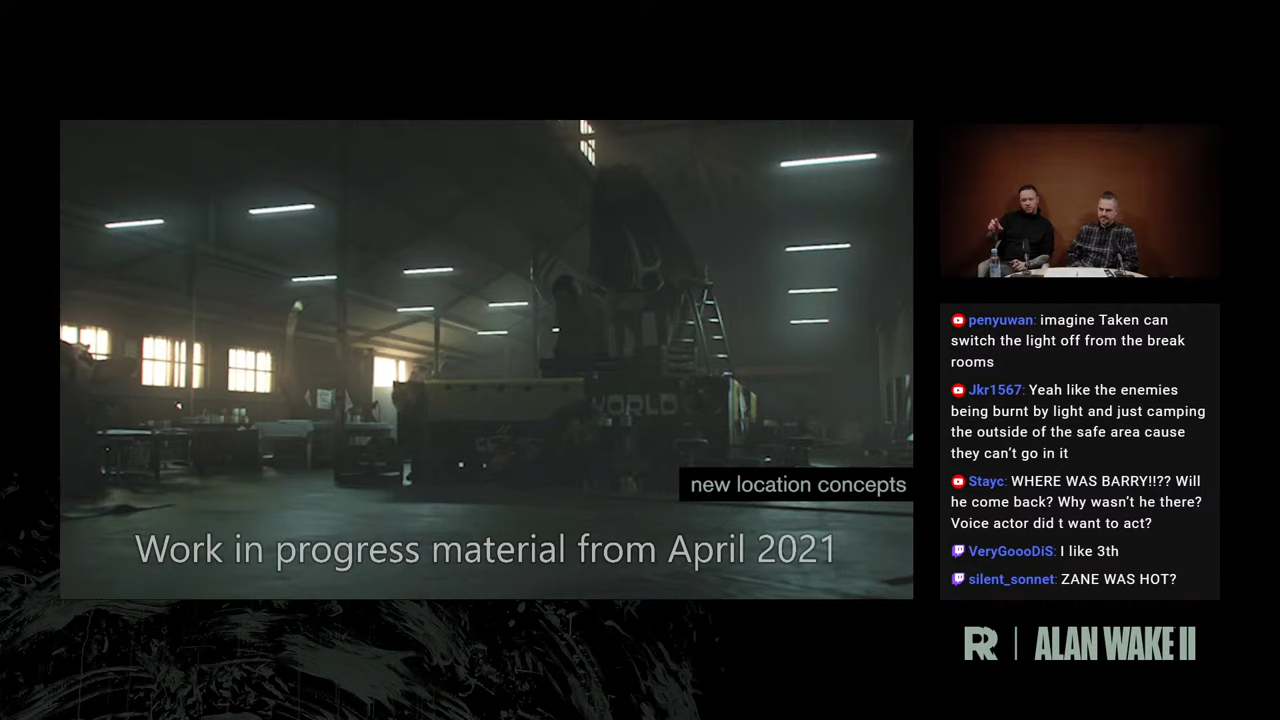 WORLD
new location concepts
Work in progress material from April 2021
penyuwan: imagine Taken can
switch the light off from the break
rooms
Jkr1567: Yeah like the enemies
being burnt by light and just camping
the outside of the safe area cause
they can't go in it
Stayc: WHERE WAS BARRY!!?? Will
he come back? Why wasn't he there?
Voice actor did t want to act?
VeryGoooDiS: I like 3th
silent_sonnet: ZANE WAS HOT?
R | ALAN WAKE II